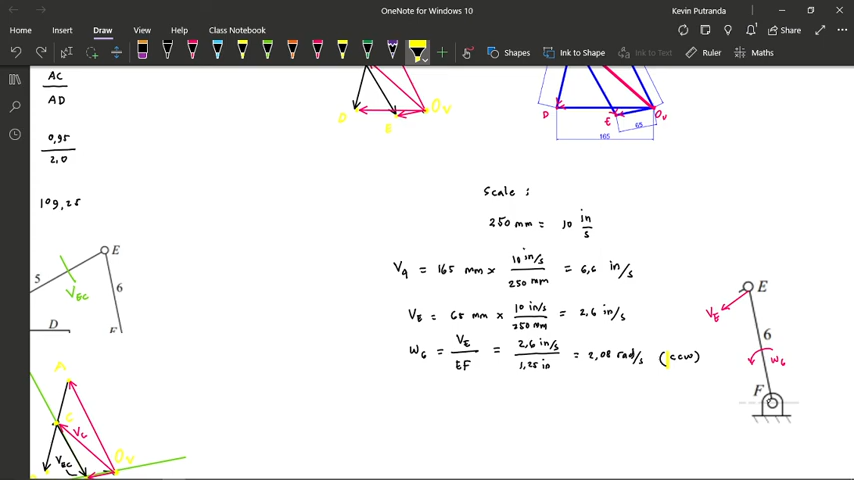 OneNote for Windows 10
Kevin Putranda
Home Insert Draw View Help Class Notebook
Share
Shapes Ink to Shape Ink to Text Ruler Maths
AC
AD
0,95
2,0
109,25
D E Ov
D E Ov
65
165
Scale :
250 mm = 10 in/s
V4 = 165 mm x 10 in/s / 250 mm = 6,6 in/s
VE = 65 mm x 10 in/s / 250 mm = 2,6 in/s
ω6 = VE / EF = 2,6 in/s / 1,25 in = 2,08 rad/s (ccw)
E
5
6
VEC
D
F
A
C
VC
VEC
Ov
E
VE
6
ω6
F